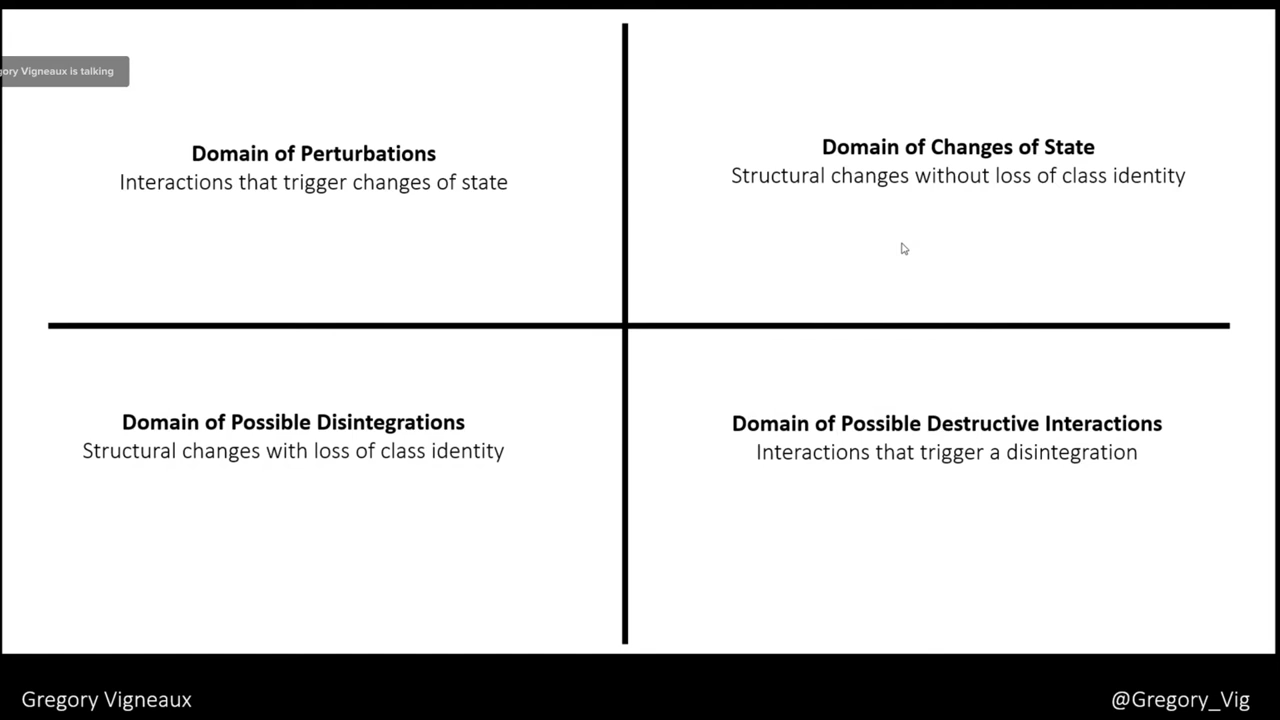 gory Vigneaux is talking
Domain of Perturbations
Interactions that trigger changes of state
Domain of Changes of State
Structural changes without loss of class identity
Domain of Possible Disintegrations
Structural changes with loss of class identity
Domain of Possible Destructive Interactions
Interactions that trigger a disintegration
Gregory Vigneaux
@Gregory_Vig